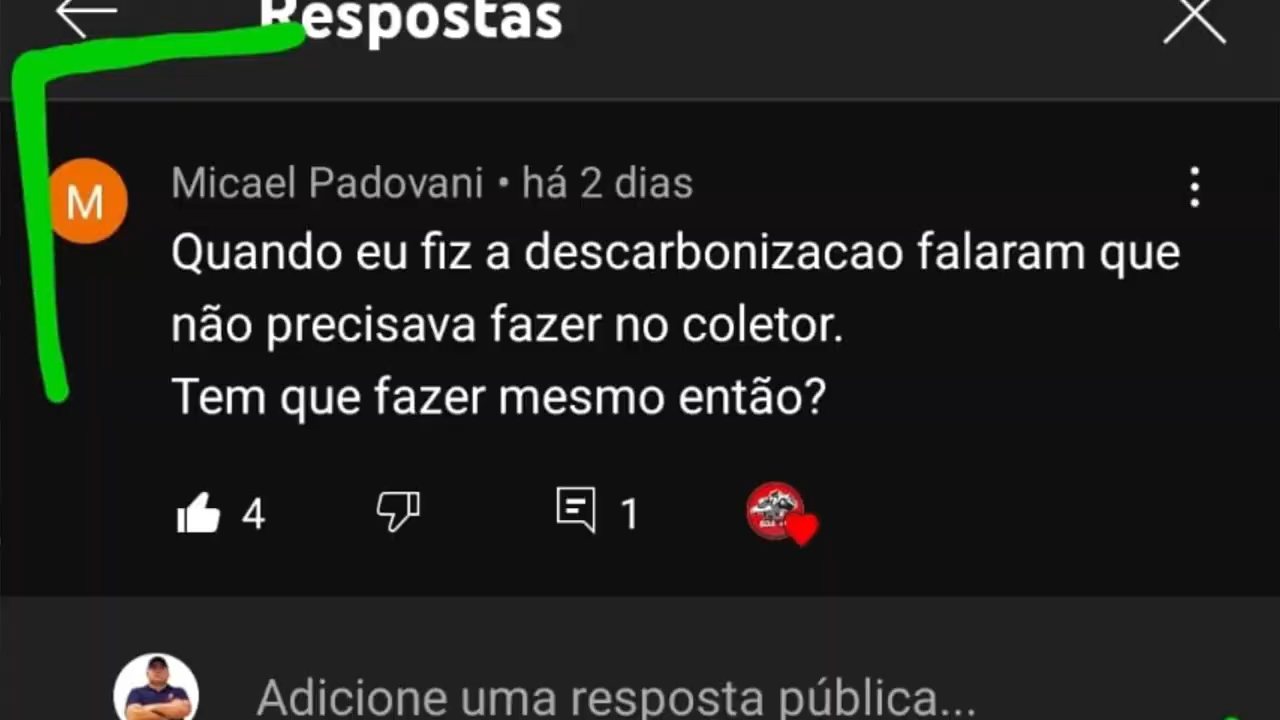 Respostas
M
Micael Padovani • há 2 dias
Quando eu fiz a descarbonizacao falaram que
não precisava fazer no coletor.
Tem que fazer mesmo então?
4
1
Adicione uma resposta pública...